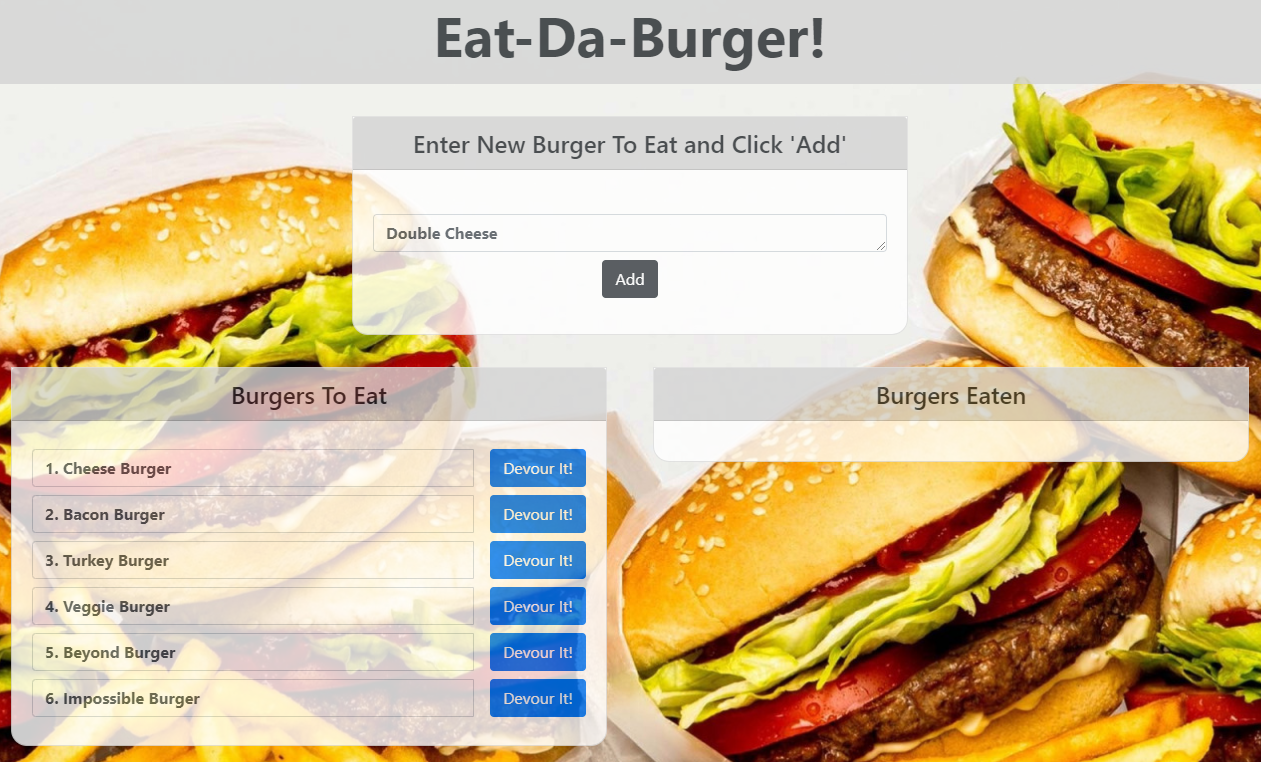 Eat-Da-Burger!
Enter New Burger To Eat and Click 'Add'
Double Cheese
Add
Burgers To Eat
1. Cheese Burger
Devour It!
2. Bacon Burger
Devour It!
3. Turkey Burger
Devour It!
4. Veggie Burger
Devour It!
5. Beyond Burger
Devour It!
6. Impossible Burger
Devour It!
Burgers Eaten